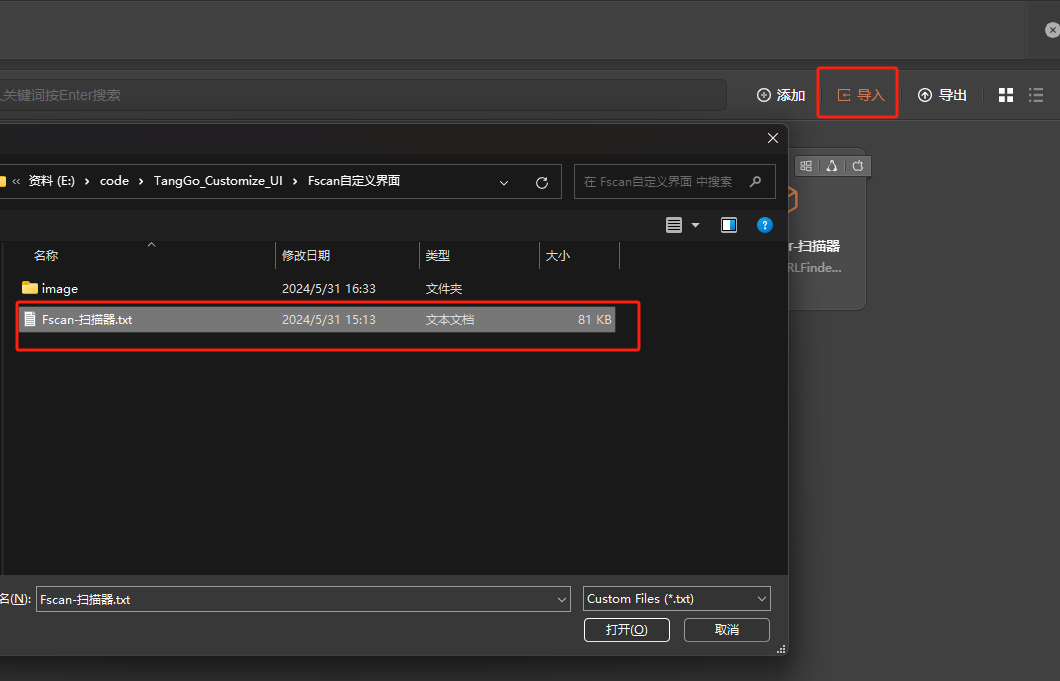 关键词按Enter搜索
添加
导入
导出
« 资料 (E:) › code › TangGo_Customize_UI › Fscan自定义界面
在 Fscan自定义界面 中搜索
?
名称 修改日期 类型 大小
image 2024/5/31 16:33 文件夹
Fscan-扫描器.txt 2024/5/31 15:13 文本文档 81 KB
r-扫描器
RLFinde...
名(N): Fscan-扫描器.txt
Custom Files (*.txt)
打开(O)
取消